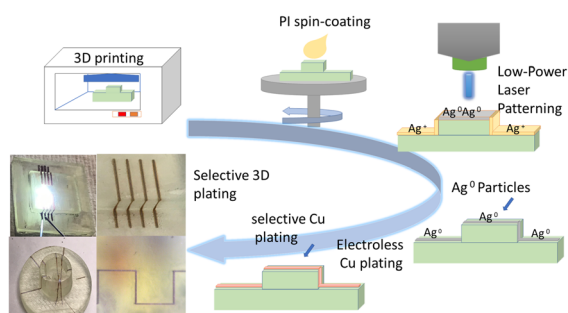 3D printing
PI spin-coating
Low-Power
Laser
Patterning
Ag⁰Ag⁰
Ag⁺
Ag⁺
Ag⁰ Particles
Ag⁰
Ag⁰
Ag⁰
Selective 3D
plating
selective Cu
plating
Electroless
Cu plating